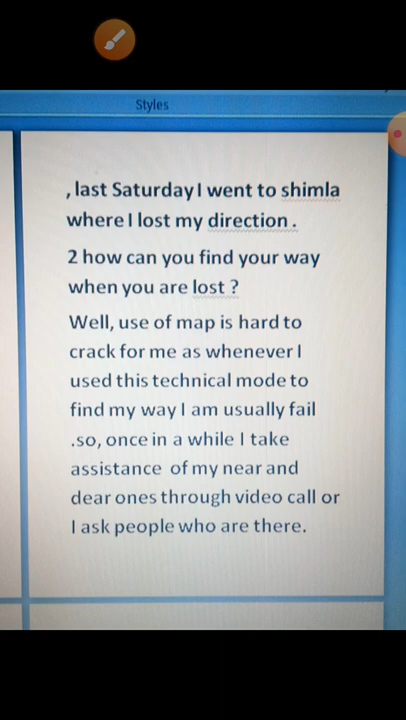 Styles
, last Saturday I went to shimla
where I lost my direction .
2 how can you find your way
when you are lost ?
Well, use of map is hard to
crack for me as whenever I
used this technical mode to
find my way I am usually fail
.so, once in a while I take
assistance of my near and
dear ones through video call or
I ask people who are there.